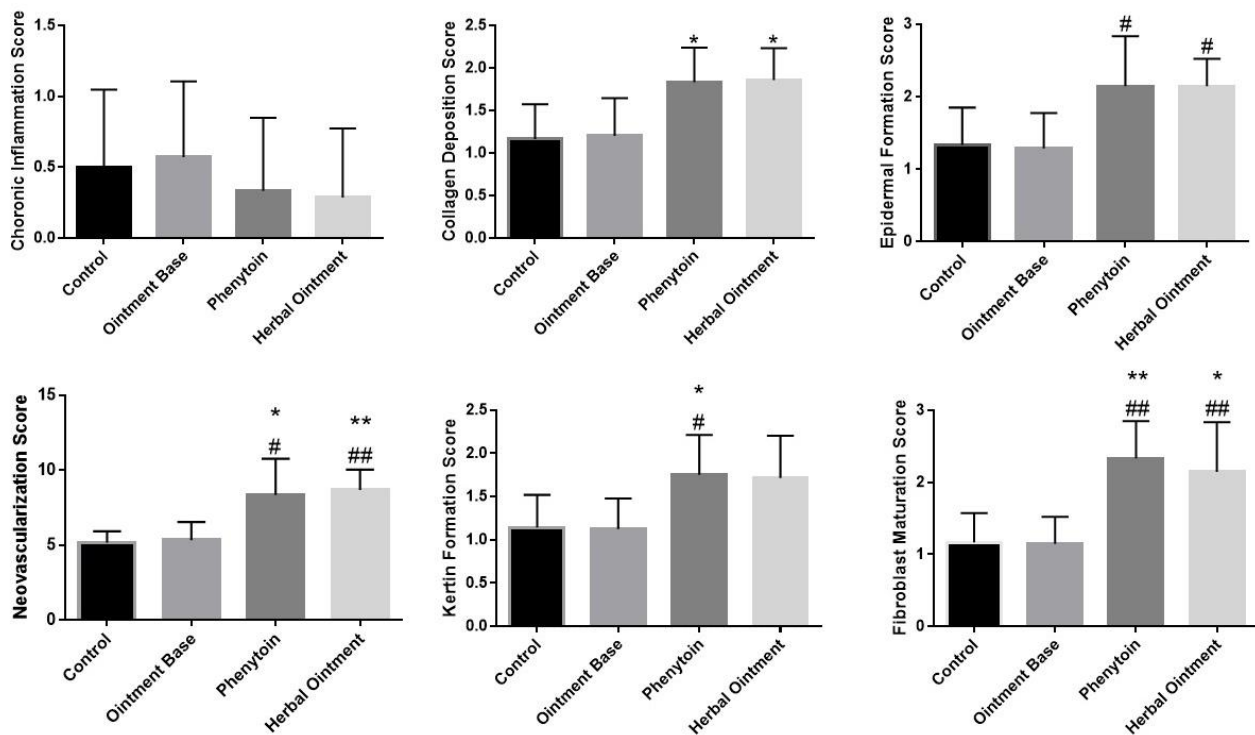 Choronic Inflammation Score
1.5
1.0
0.5
0.0
Control
Ointment Base
Phenytoin
Herbal Ointment
Collagen Deposition Score
2.5
2.0
1.5
1.0
0.5
0.0
*
*
Control
Ointment Base
Phenytoin
Herbal Ointment
Epidermal Formation Score
3
2
1
0
#
#
Control
Ointment Base
Phenytoin
Herbal Ointment
Neovascularization Score
15
10
5
0
* **
# ##
Control
Ointment Base
Phenytoin
Herbal Ointment
Kertin Formation Score
2.5
2.0
1.5
1.0
0.5
0.0
*
#
Control
Ointment Base
Phenytoin
Herbal Ointment
Fibroblast Maturation Score
3
2
1
0
** *
## ##
Control
Ointment Base
Phenytoin
Herbal Ointment